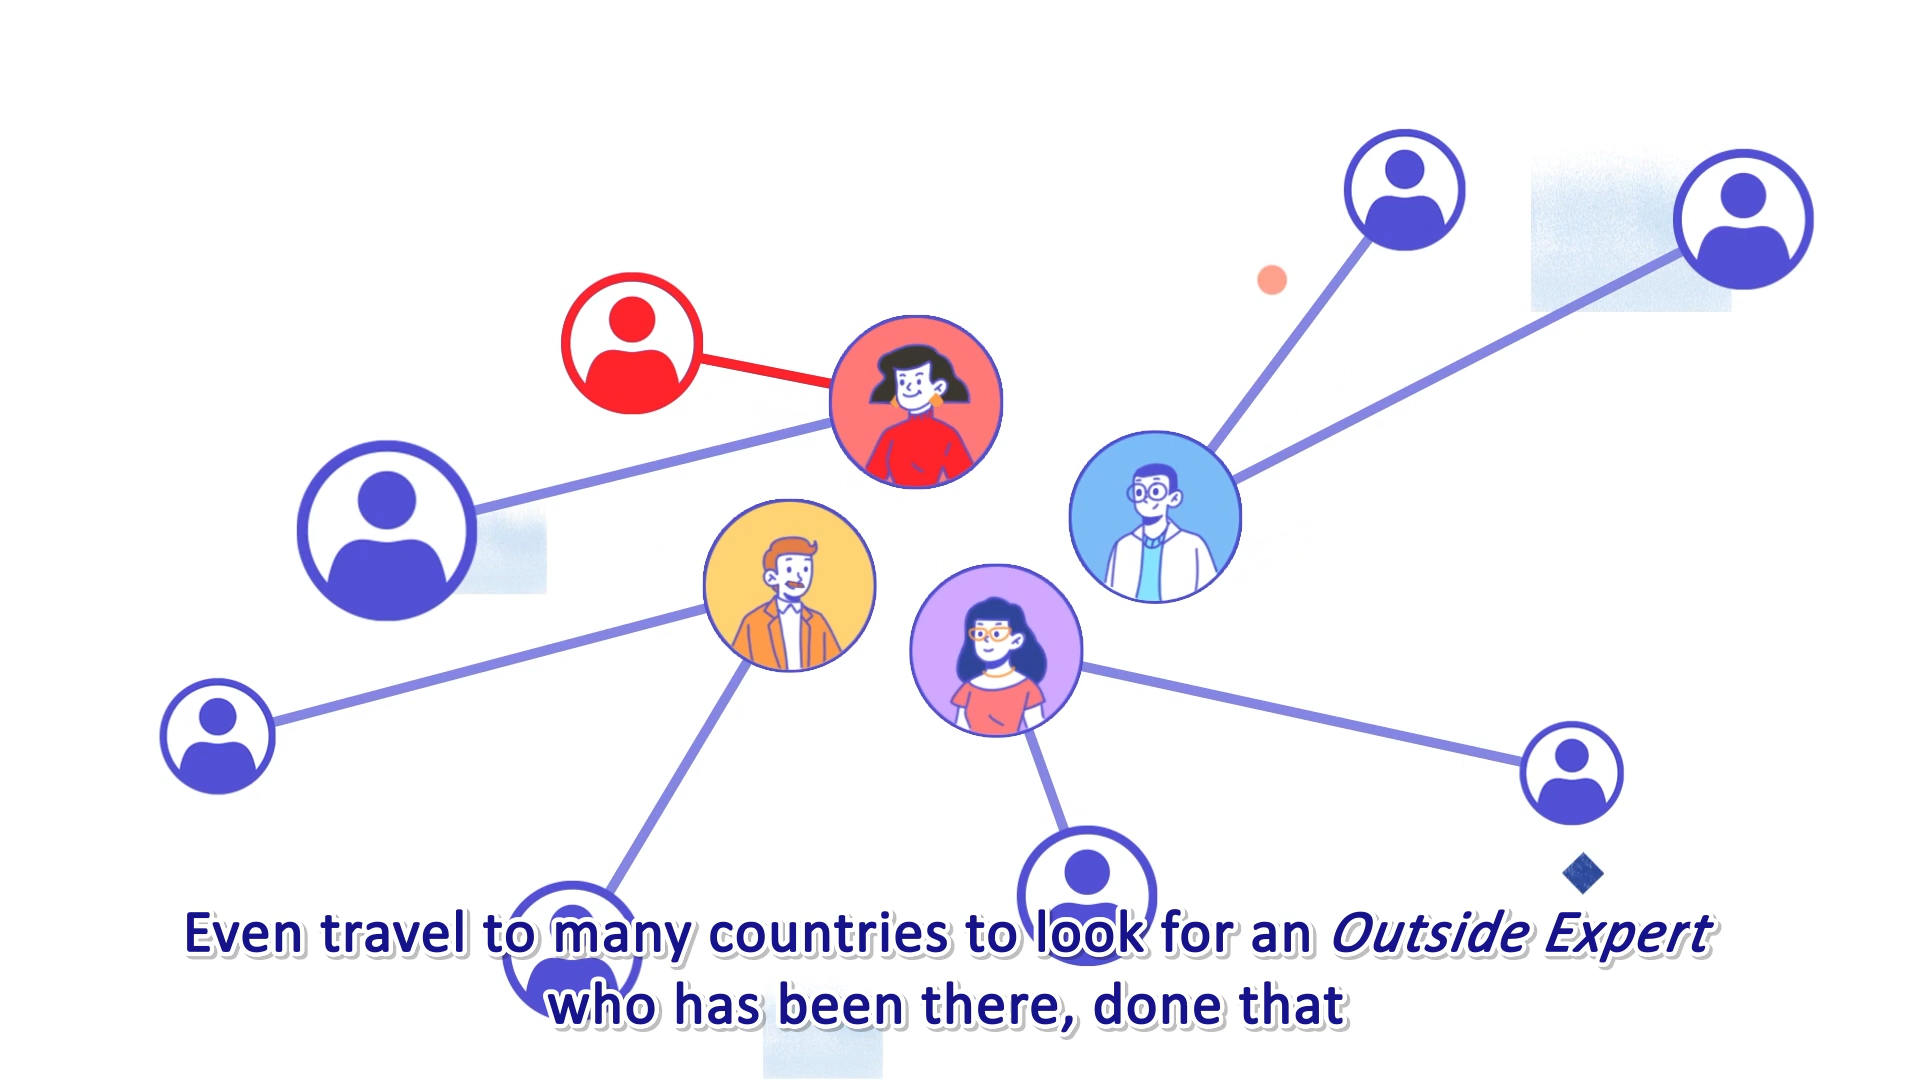 Even travel to many countries to look for an Outside Expert
who has been there, done that